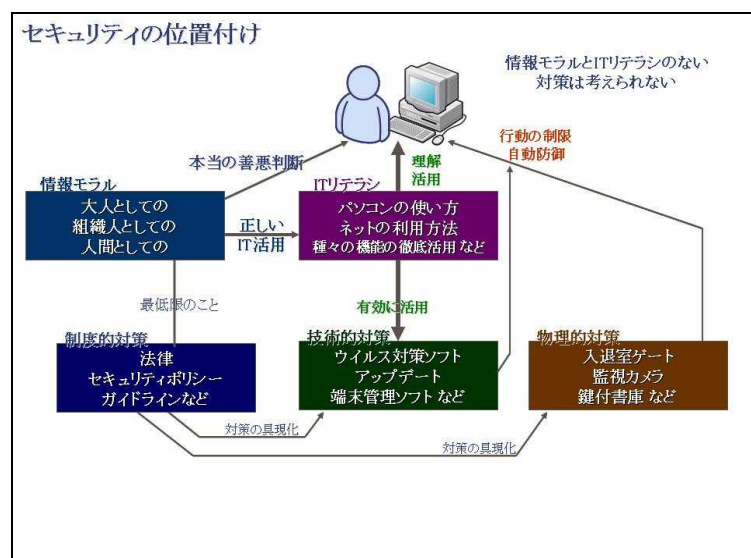 セキュリティの位置付け
情報モラルとITリテラシのない
対策は考えられない
行動の制限
自動防御
本当の善悪判断
理解
活用
情報モラル
大人としての
組織人としての
人間としての
正しい
IT活用
ITリテラシ
パソコンの使い方
ネットの利用方法
種々の機能の徹底活用 など
最低限のこと
有効に活用
制度的対策
法律
セキュリティポリシー
ガイドラインなど
技術的対策
ウイルス対策ソフト
アップデート
端末管理ソフト など
物理的対策
入退室ゲート
監視カメラ
鍵付書庫 など
対策の具現化
対策の具現化